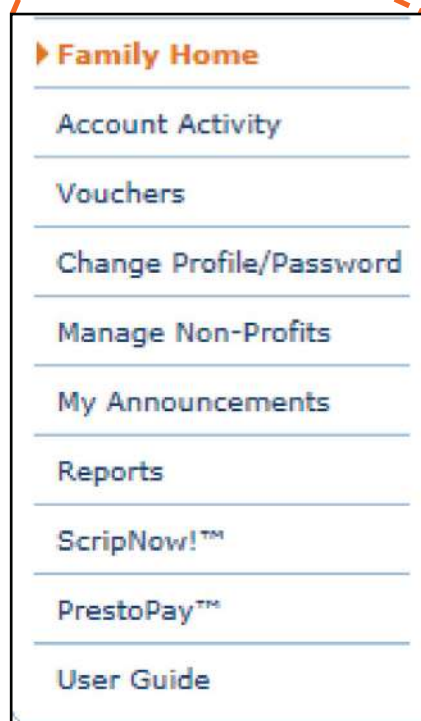 Family Home
Account Activity
Vouchers
Change Profile/Password
Manage Non-Profits
My Announcements
Reports
ScripNow!™
PrestoPay™
User Guide